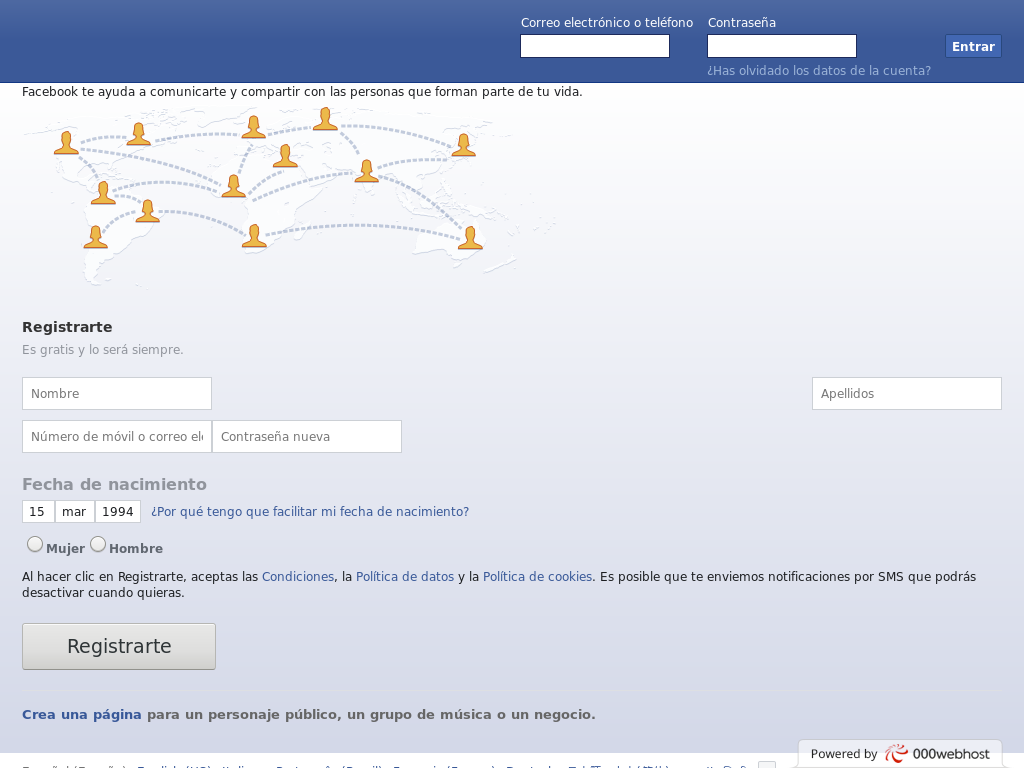 Correo electrónico o teléfono Contraseña
Entrar
¿Has olvidado los datos de la cuenta?
Facebook te ayuda a comunicarte y compartir con las personas que forman parte de tu vida.
Registrarte
Es gratis y lo será siempre.
Nombre Apellidos
Número de móvil o correo Contraseña nueva
Fecha de nacimiento
15 mar 1994 ¿Por qué tengo que facilitar mi fecha de nacimiento?
Mujer Hombre
Al hacer clic en Registrarte, aceptas las Condiciones, la Política de datos y la Política de cookies. Es posible que te enviemos notificaciones por SMS que podrás
desactivar cuando quieras.
Registrarte
Crea una página para un personaje público, un grupo de música o un negocio.
Powered by 000webhost